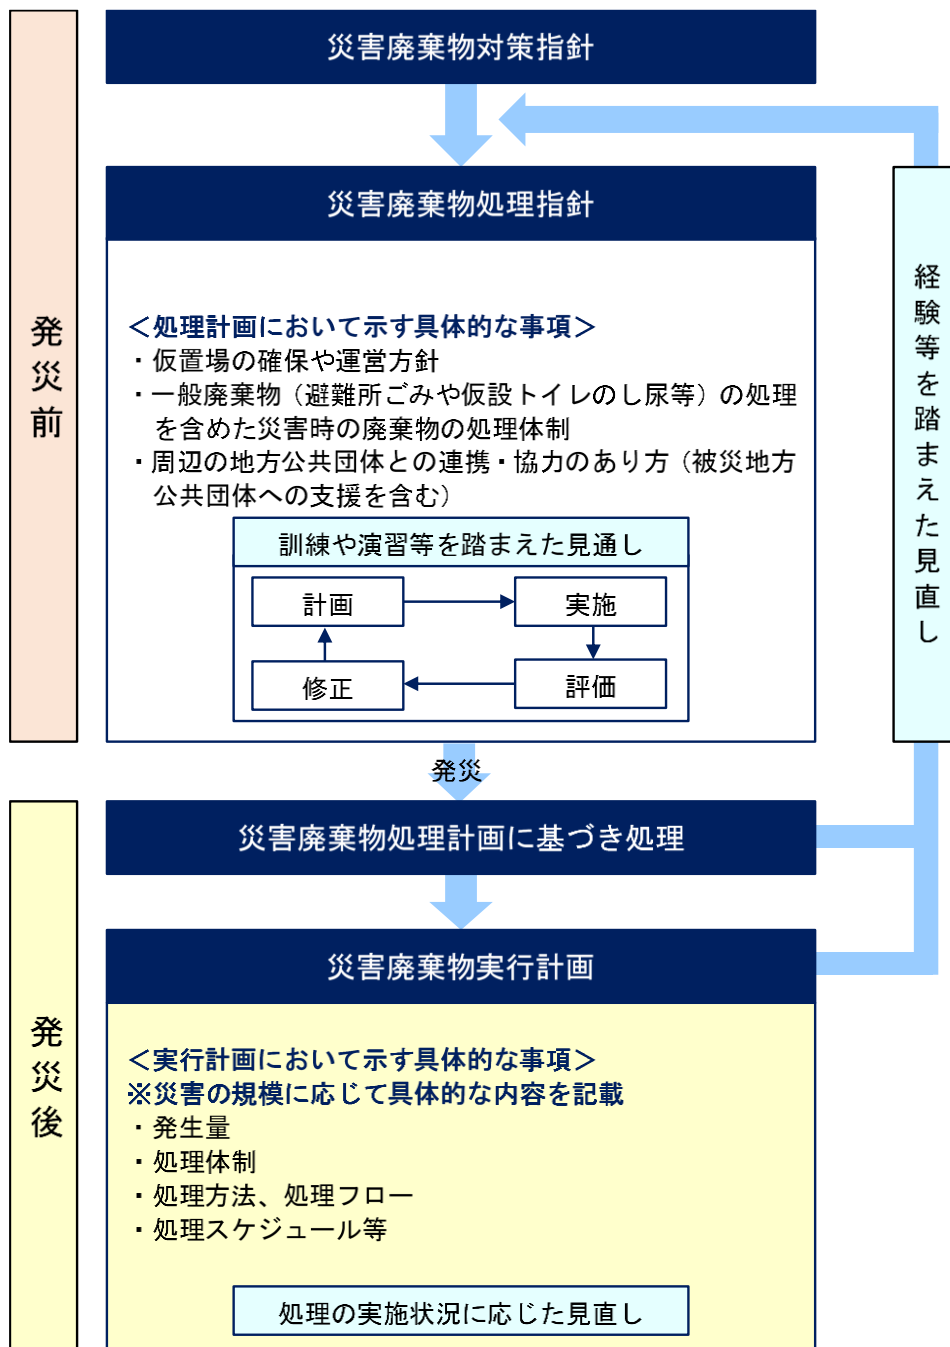 災害廃棄物対策指針
発災前
災害廃棄物処理指針
＜処理計画において示す具体的な事項＞
・仮置場の確保や運営方針
・一般廃棄物（避難所ごみや仮設トイレのし尿等）の処理
を含めた災害時の廃棄物の処理体制
・周辺の地方公共団体との連携・協力のあり方（被災地方
公共団体への支援を含む）
訓練や演習等を踏まえた見通し
計画
実施
修正
評価
経験等を踏まえた見直し
発災
発災後
災害廃棄物処理計画に基づき処理
災害廃棄物実行計画
＜実行計画において示す具体的な事項＞
※災害の規模に応じて具体的な内容を記載
・発生量
・処理体制
・処理方法、処理フロー
・処理スケジュール等
処理の実施状況に応じた見直し